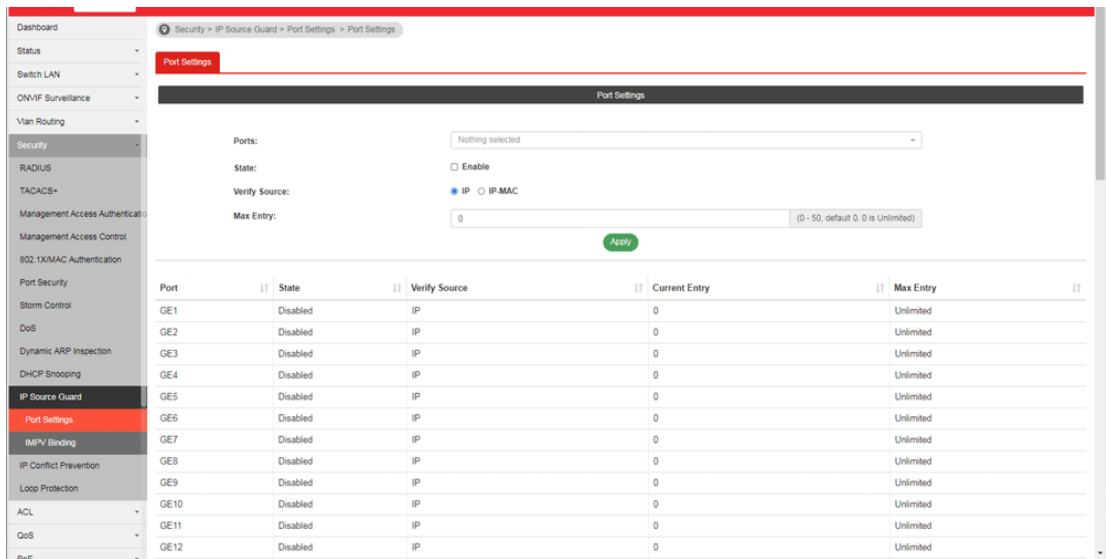 Dashboard
Status
Switch LAN
ONVIF Surveillance
Vlan Routing
Security
RADIUS
TACACS+
Management Access Authenticatio
Management Access Control
802.1X/MAC Authentication
Port Security
Storm Control
DoS
Dynamic ARP Inspection
DHCP Snooping
IP Source Guard
Port Settings
IMPV Binding
IP Conflict Prevention
Loop Protection
ACL
QoS
PoE
Security > IP Source Guard > Port Settings > Port Settings
Port Settings
Port Settings
Ports: Nothing selected
State: Enable
Verify Source: IP IP-MAC
Max Entry: 0 (0 - 50, default 0. 0 is Unlimited)
Apply
Port State Verify Source Current Entry Max Entry
GE1 Disabled IP 0 Unlimited
GE2 Disabled IP 0 Unlimited
GE3 Disabled IP 0 Unlimited
GE4 Disabled IP 0 Unlimited
GE5 Disabled IP 0 Unlimited
GE6 Disabled IP 0 Unlimited
GE7 Disabled IP 0 Unlimited
GE8 Disabled IP 0 Unlimited
GE9 Disabled IP 0 Unlimited
GE10 Disabled IP 0 Unlimited
GE11 Disabled IP 0 Unlimited
GE12 Disabled IP 0 Unlimited